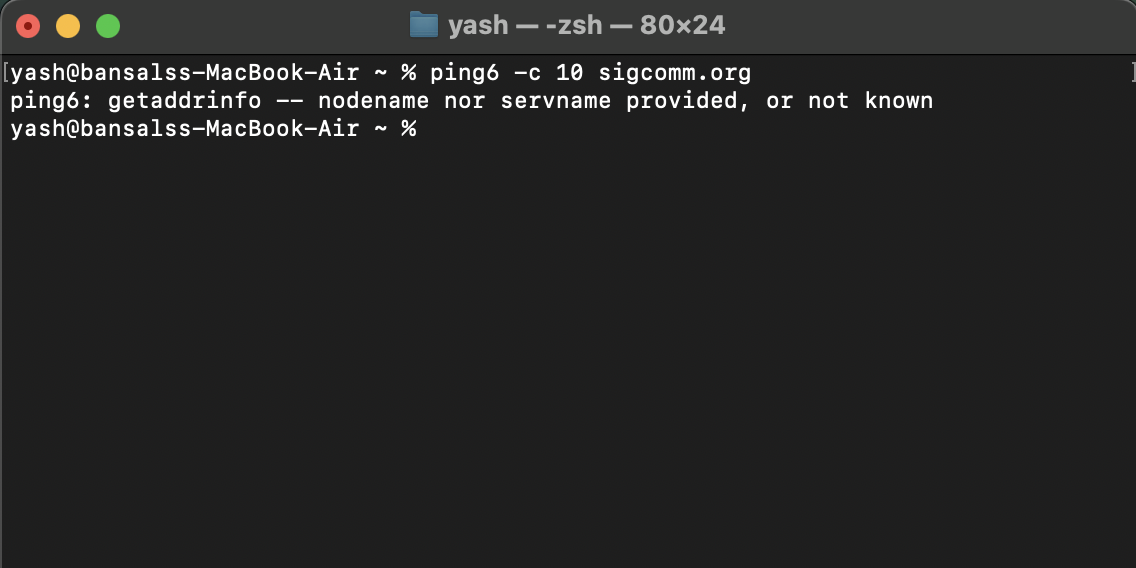 yash — -zsh — 80×24
[yash@bansalss-MacBook-Air ~ % ping6 -c 10 sigcomm.org ]
ping6: getaddrinfo -- nodename nor servname provided, or not known
yash@bansalss-MacBook-Air ~ %